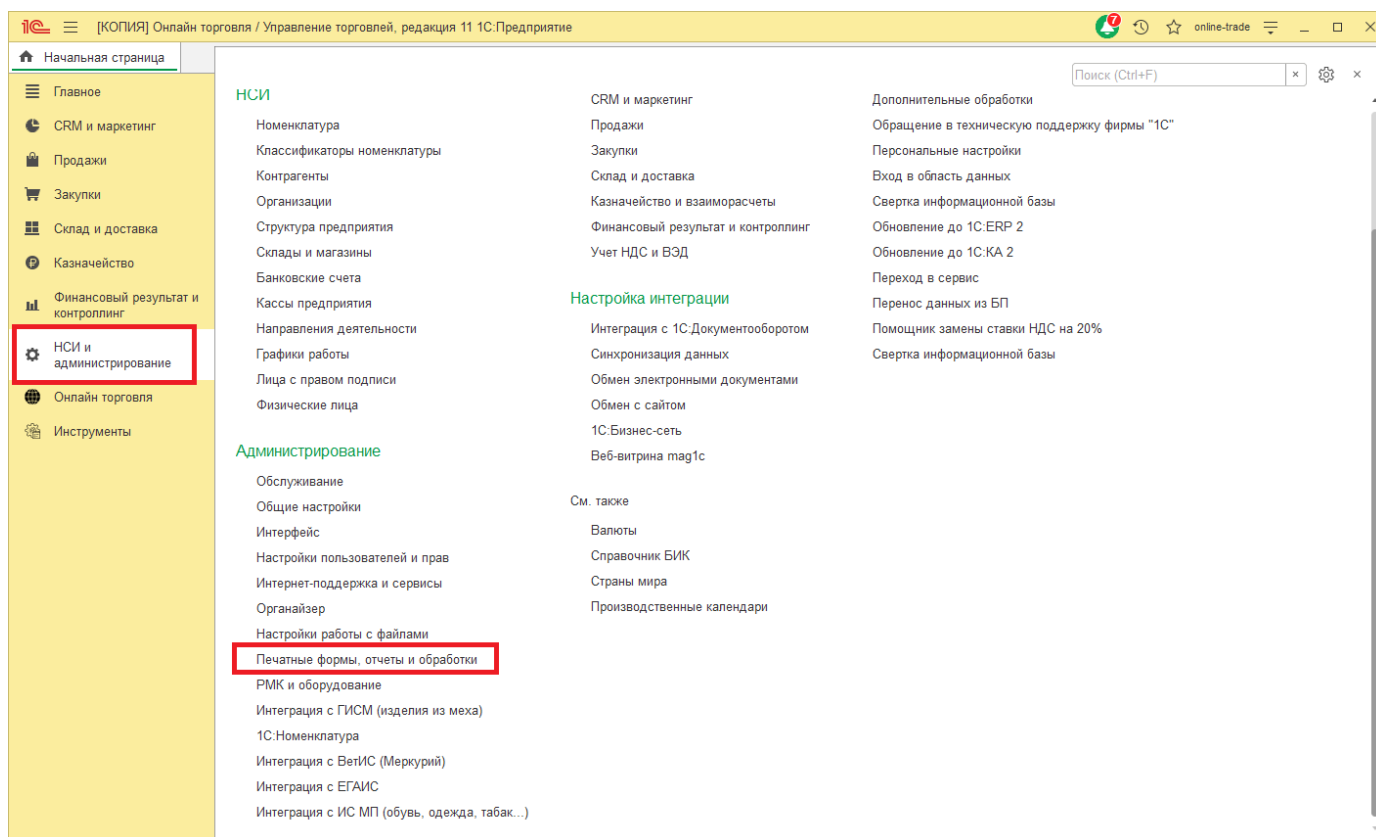 1С [КОПИЯ] Онлайн торговля / Управление торговлей, редакция 11 1С:Предприятие 7 online-trade
Начальная страница
Поиск (Ctrl+F)
Главное
CRM и маркетинг
Продажи
Закупки
Склад и доставка
Казначейство
Финансовый результат и
контроллинг
НСИ и
администрирование
Онлайн торговля
Инструменты
НСИ
Номенклатура
Классификаторы номенклатуры
Контрагенты
Организации
Структура предприятия
Склады и магазины
Банковские счета
Кассы предприятия
Направления деятельности
Графики работы
Лица с правом подписи
Физические лица
Администрирование
Обслуживание
Общие настройки
Интерфейс
Настройки пользователей и прав
Интернет-поддержка и сервисы
Органайзер
Настройки работы с файлами
Печатные формы, отчеты и обработки
РМК и оборудование
Интеграция с ГИСМ (изделия из меха)
1С:Номенклатура
Интеграция с ВетИС (Меркурий)
Интеграция с ЕГАИС
Интеграция с ИС МП (обувь, одежда, табак...)
CRM и маркетинг
Продажи
Закупки
Склад и доставка
Казначейство и взаиморасчеты
Финансовый результат и контроллинг
Учет НДС и ВЭД
Настройка интеграции
Интеграция с 1С:Документооборотом
Синхронизация данных
Обмен электронными документами
Обмен с сайтом
1С:Бизнес-сеть
Веб-витрина mag1c
См. также
Валюты
Справочник БИК
Страны мира
Производственные календари
Дополнительные обработки
Обращение в техническую поддержку фирмы "1С"
Персональные настройки
Вход в область данных
Свертка информационной базы
Обновление до 1С:ERP 2
Обновление до 1С:КА 2
Переход в сервис
Перенос данных из БП
Помощник замены ставки НДС на 20%
Свертка информационной базы